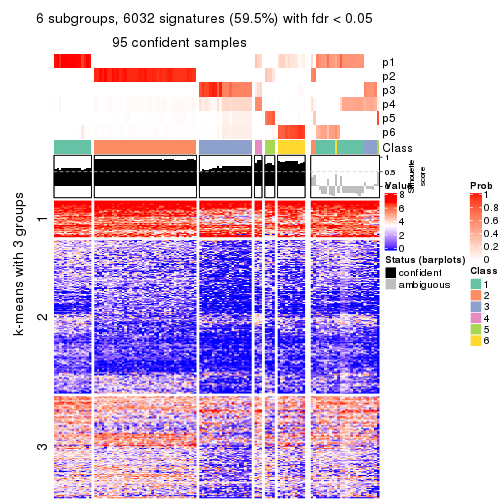 6 subgroups, 6032 signatures (59.5%) with fdr < 0.05
95 confident samples
p1
p2
p3
p4
p5
p6
Class
1
0.5
0
Silhouette
score
k-means with 3 groups
1
2
3
Value
8
6
4
2
0
Status (barplots)
confident
ambiguous
Prob
1
0.8
0.6
0.4
0.2
0
Class
1
2
3
4
5
6